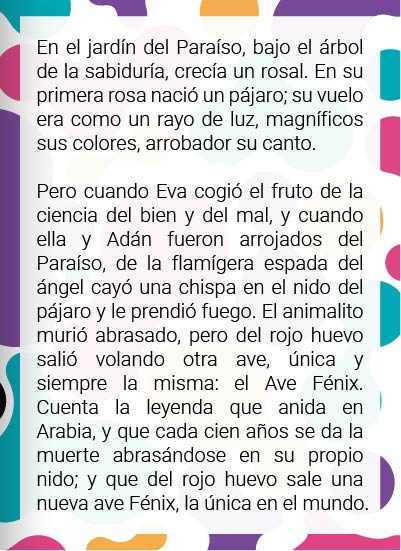 En el jardín del Paraíso, bajo el árbol
de la sabiduría, crecía un rosal. En su
primera rosa nació un pájaro; su vuelo
era como un rayo de luz, magníficos
sus colores, arrobador su canto.
Pero cuando Eva cogió el fruto de la
ciencia del bien y del mal, y cuando
ella y Adán fueron arrojados del
Paraíso, de la flamígera espada del
ángel cayó una chispa en el nido del
pájaro y le prendió fuego. El animalito
murió abrasado, pero del rojo huevo
salió volando otra ave, única y
siempre la misma: el Ave Fénix.
Cuenta la leyenda que anida en
Arabia, y que cada cien años se da la
muerte abrasándose en su propio
nido; y que del rojo huevo sale una
nueva ave Fénix, la única en el mundo.